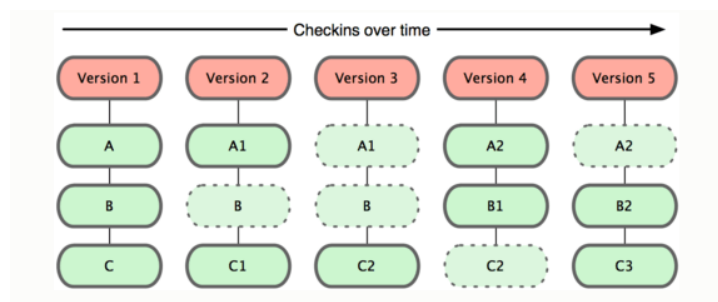 Checkins over time
Version 1 Version 2 Version 3 Version 4 Version 5
A A1 A1 A2 A2
B B B B1 B2
C C1 C2 C2 C3